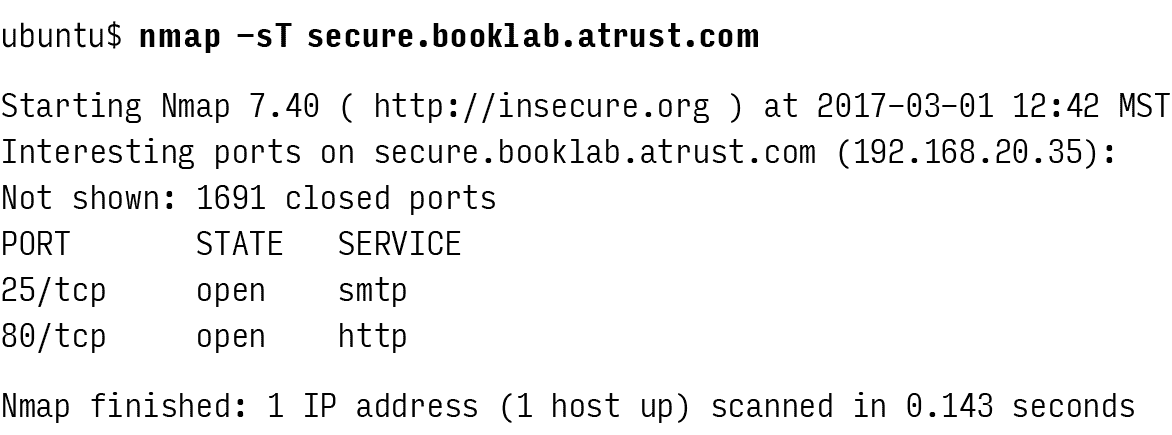 ubuntu$ nmap -sT secure.booklab.atrust.com
Starting Nmap 7.40 ( http://insecure.org ) at 2017-03-01 12:42 MST
Interesting ports on secure.booklab.atrust.com (192.168.20.35):
Not shown: 1691 closed ports
PORT STATE SERVICE
25/tcp open smtp
80/tcp open http
Nmap finished: 1 IP address (1 host up) scanned in 0.143 seconds